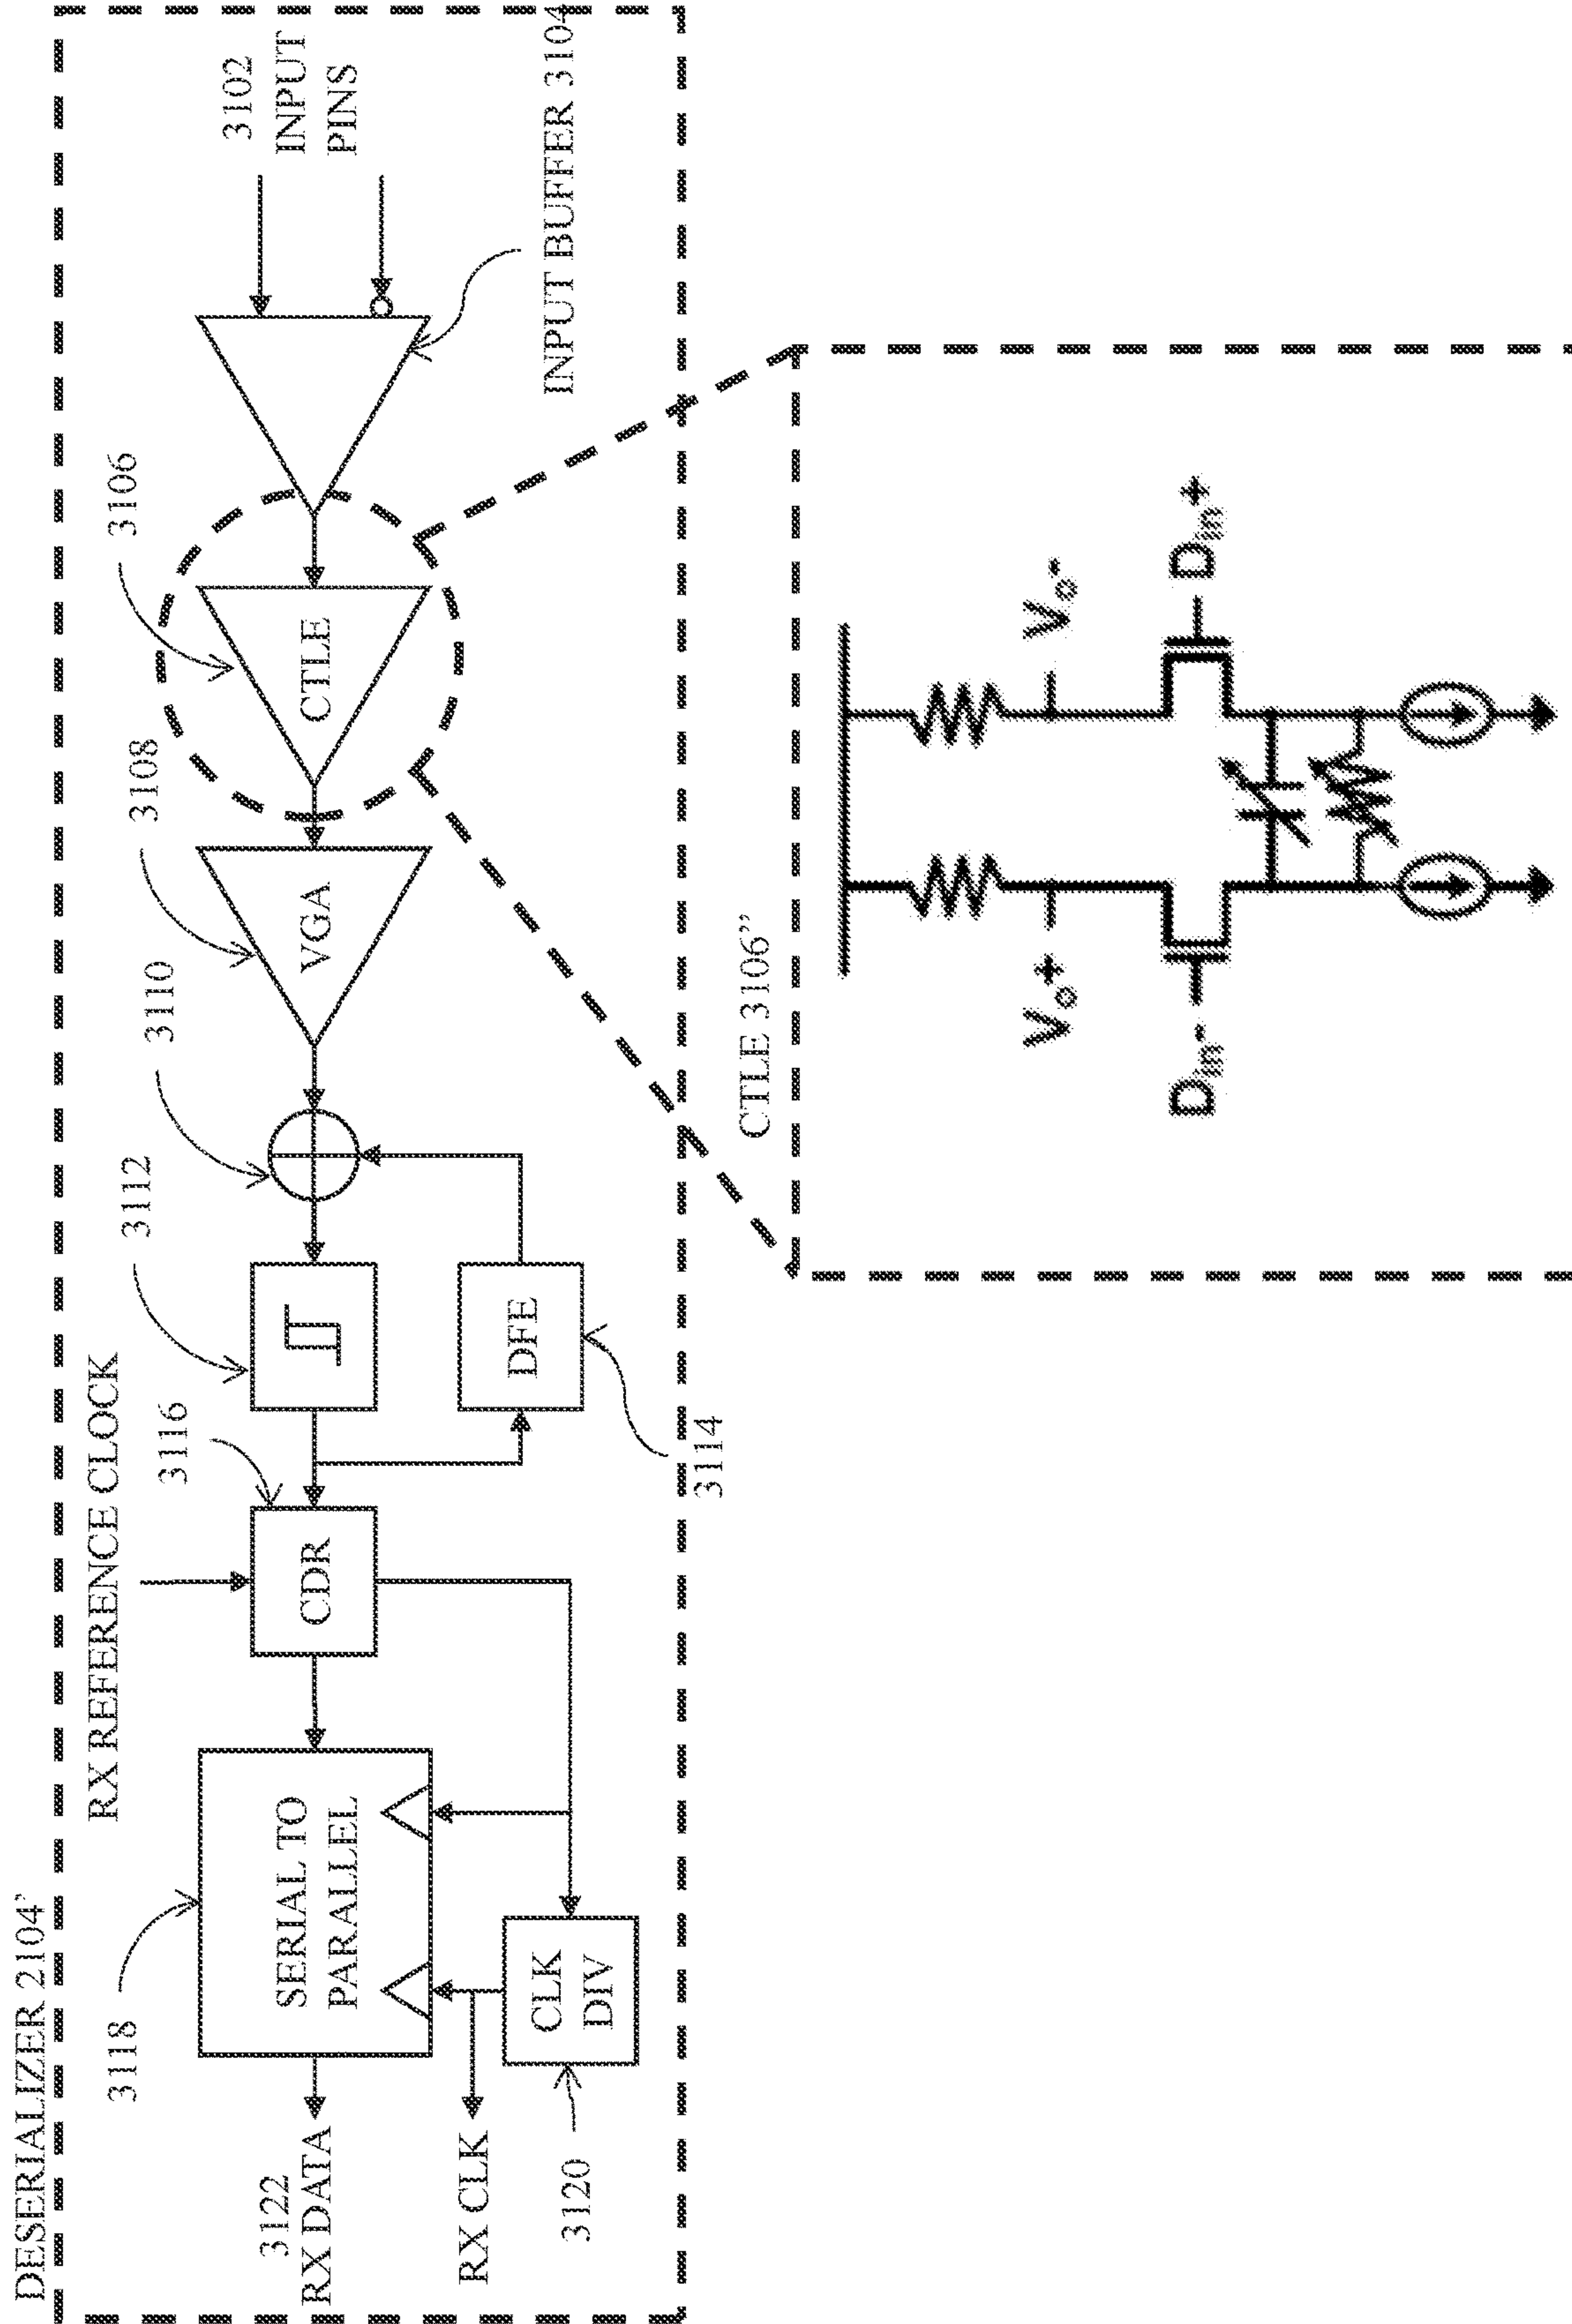 DESERIALIZER 2104’
RX REFERENCE CLOCK
3118
3116
3112
3110
3108
3106
3102
INPUT
PINS
3122
RX DATA
SERIAL TO
PARALLEL
CDR
VGA
CTLE
RX CLK
CLK
DIV
DFE
INPUT BUFFER 3104
3120
3114
CTLE 3106”
Vo+
Vo-
Din-
Din+